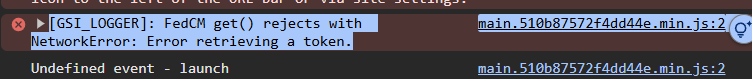 icon to the left of the URL bar or via site settings.
[GSI_LOGGER]: FedCM get() rejects with main.510b87572f4dd44e.min.js:2
NetworkError: Error retrieving a token.
Undefined event - launch main.510b87572f4dd44e.min.js:2